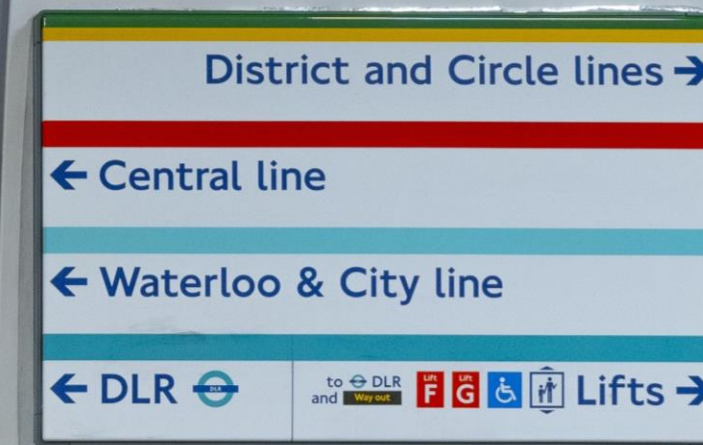 District and Circle lines →
← Central line
← Waterloo & City line
← DLR DLR
to DLR
and Way out
Lift F
Lift G
Lifts →